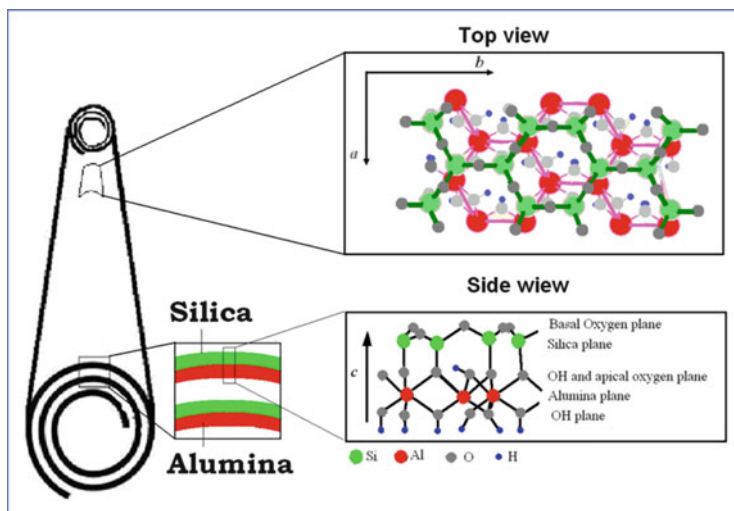 Top view
b
a
Side wiew
Silica
Basal Oxygen plane
Silica plane
c
OH and apical oxygen plane
Alumina plane
OH plane
Alumina
Si Al O H